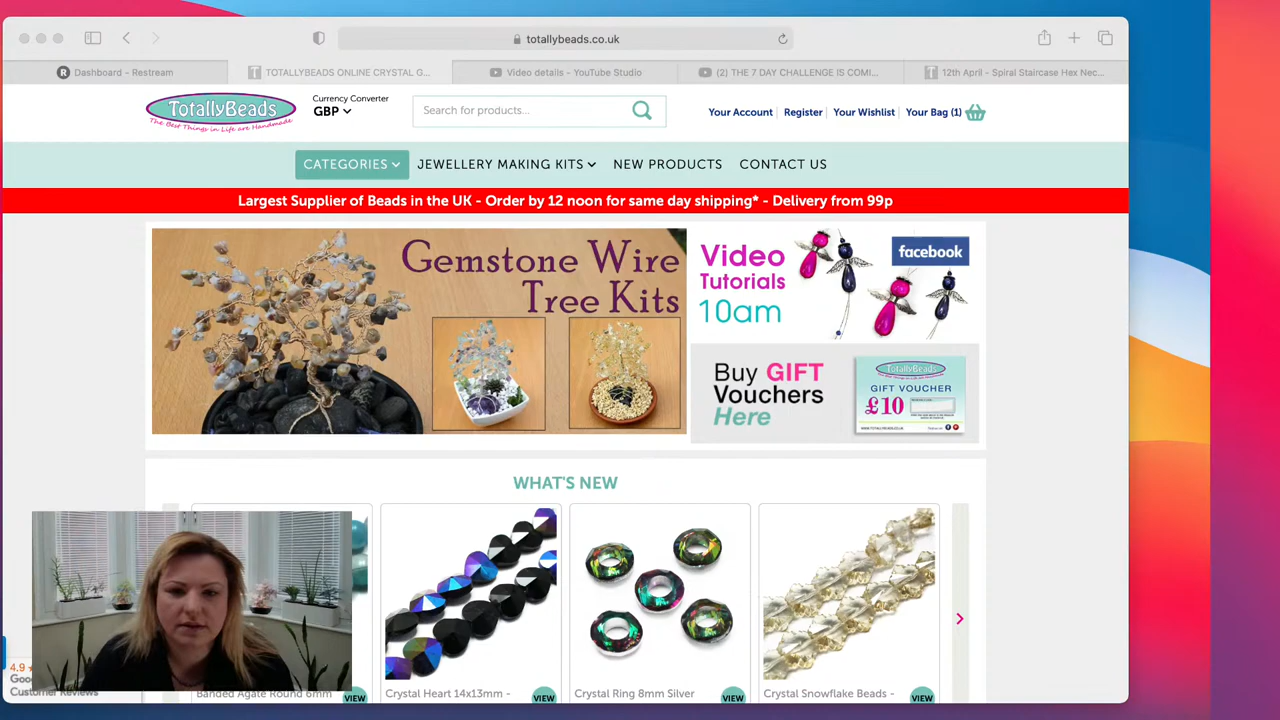 totallybeads.co.uk
Dashboard - Restream
TOTALLYBEADS ONLINE CRYSTAL G...
Video details - YouTube Studio
(2) THE 7 DAY CHALLENGE IS COMI...
12th April - Spiral Staircase Hex Nec...
TotallyBeads
The Best Things in Life are Handmade
Currency Converter
GBP
Search for products...
Your Account
Register
Your Wishlist
Your Bag (1)
CATEGORIES
JEWELLERY MAKING KITS
NEW PRODUCTS
CONTACT US
Largest Supplier of Beads in the UK - Order by 12 noon for same day shipping* - Delivery from 99p
Gemstone Wire
Tree Kits
Video
Tutorials
10am
facebook
Buy GIFT
Vouchers
Here
TotallyBeads
GIFT VOUCHER
£10
WHAT'S NEW
4.9
Goo
Customer Reviews
Banded Agate Round 6mm
VIEW
Crystal Heart 14x13mm -
VIEW
Crystal Ring 8mm Silver
VIEW
Crystal Snowflake Beads -
VIEW